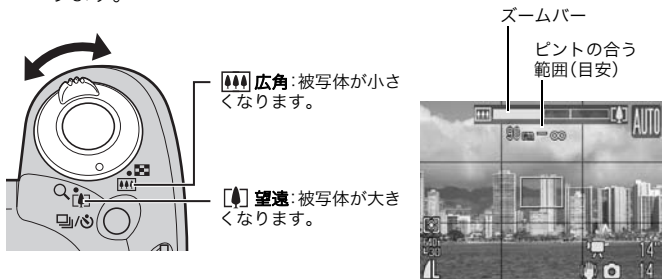 ズームバー
ピントの合う
範囲(目安)
広角:被写体が小さ
くなります。
望遠:被写体が大き
くなります。
AUTO
14"
14